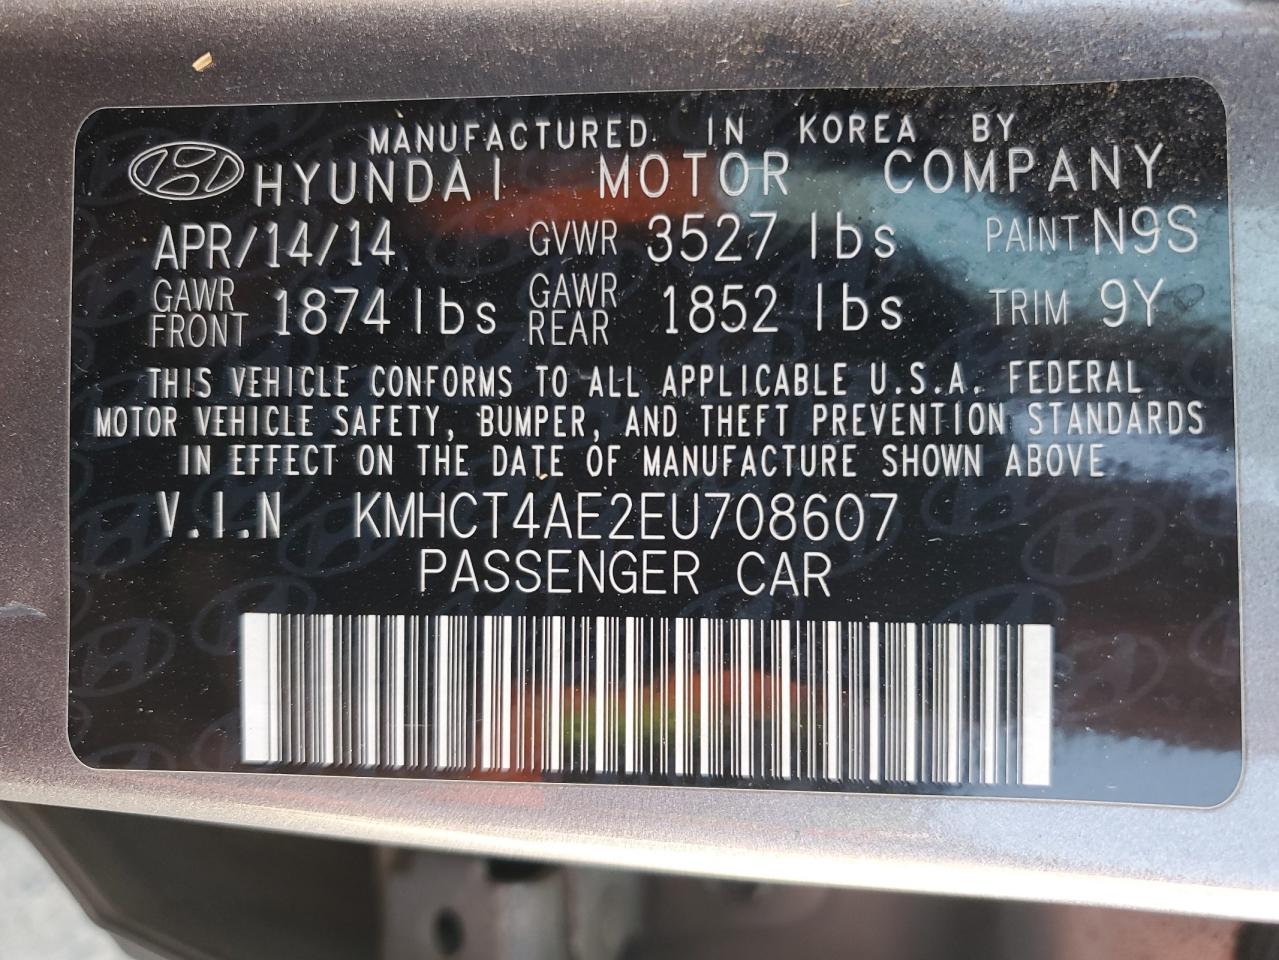 MANUFACTURED IN KOREA BY
HYUNDAI MOTOR COMPANY
APR/14/14 GVWR 3527 lbs PAINT N9S
GAWR FRONT 1874 lbs GAWR REAR 1852 lbs TRIM 9Y
THIS VEHICLE CONFORMS TO ALL APPLICABLE U.S.A. FEDERAL
MOTOR VEHICLE SAFETY, BUMPER, AND THEFT PREVENTION STANDARDS
IN EFFECT ON THE DATE OF MANUFACTURE SHOWN ABOVE
V.I.N KMHCT4AE2EU708607
PASSENGER CAR